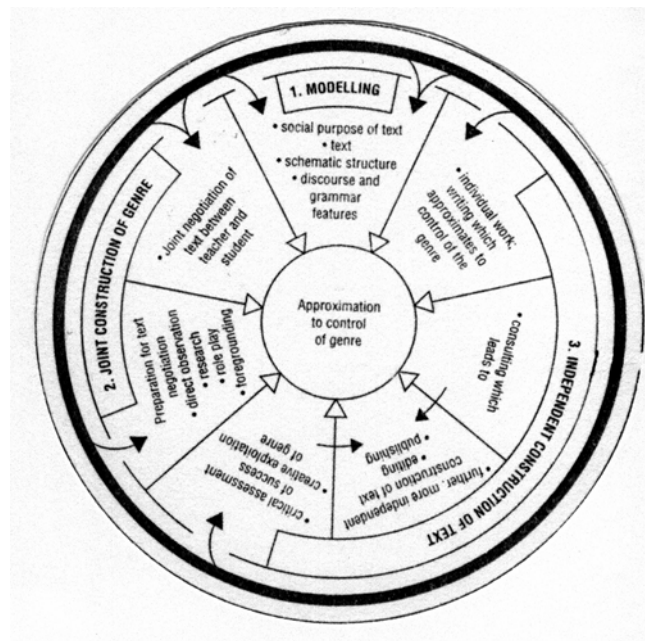 1. MODELLING
• social purpose of text
• text
• schematic structure
• discourse and
grammar
features
• individual work;
writing which
approximates to
control of the
genre
3. INDEPENDENT CONSTRUCTION OF TEXT
• consulting which
leads to
• further, more independent
construction of text
• editing
• publishing
• critical assessment
of success
• creative exploitation
of genre
2. JOINT CONSTRUCTION OF GENRE
Preparation for text
negotiation
• direct observation
• research
• role play
• foregrounding
• Joint negotiation of
text between
teacher and
student
Approximation
to control
of genre